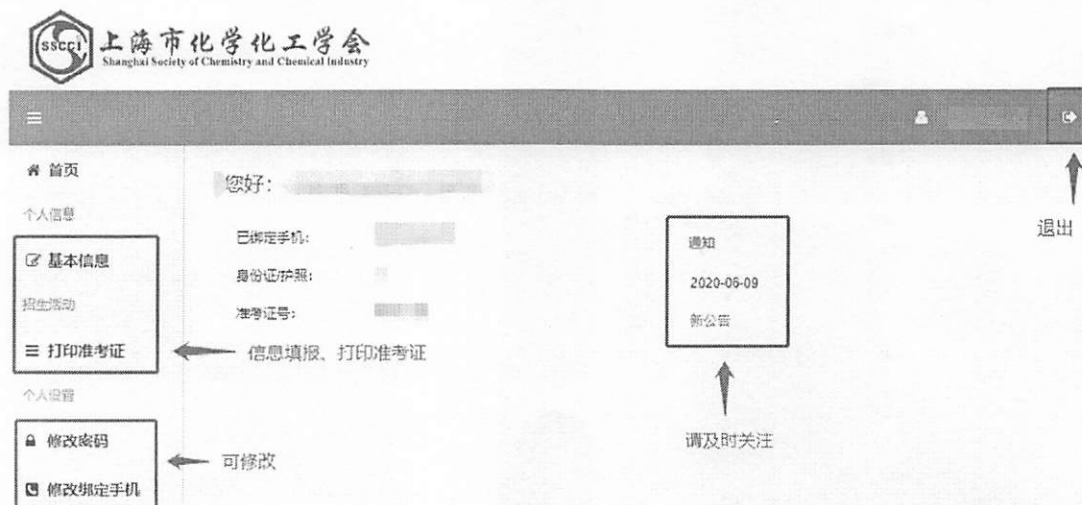 sscci
上海市化学化工学会
Shanghai Society of Chemistry and Chemical Industry
首页
您好：
个人信息
已绑定手机：
基本信息
身份证/护照：
招生活动
准考证号：
打印准考证
信息填报、打印准考证
通知
2020-06-09
新公告
请及时关注
退出
个人设置
修改密码
可修改
修改绑定手机